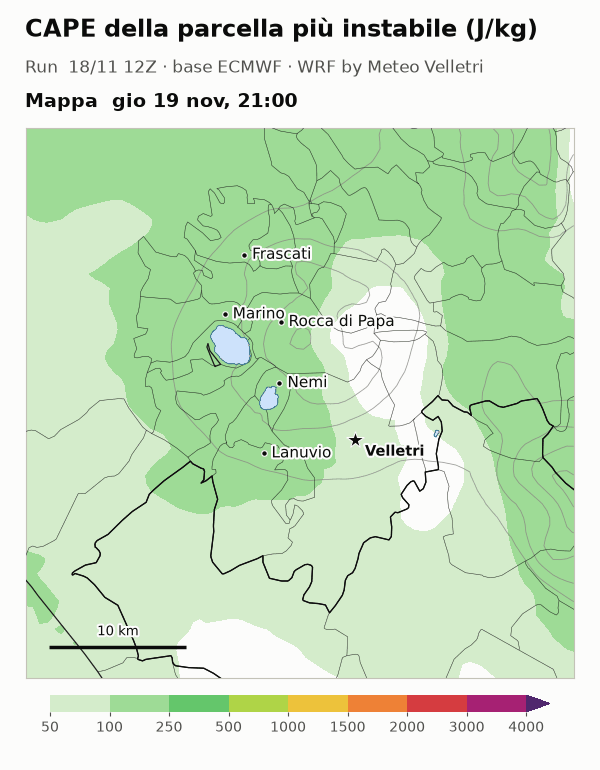 CAPE della parcella più instabile (J/kg)
Run  18/11 12Z · base ECMWF · WRF by Meteo Velletri
Mappa  gio 19 nov, 21:00
Frascati
Marino
Rocca di Papa
Nemi
Velletri
Lanuvio
10 km
50 100 250 500 1000 1500 2000 3000 4000